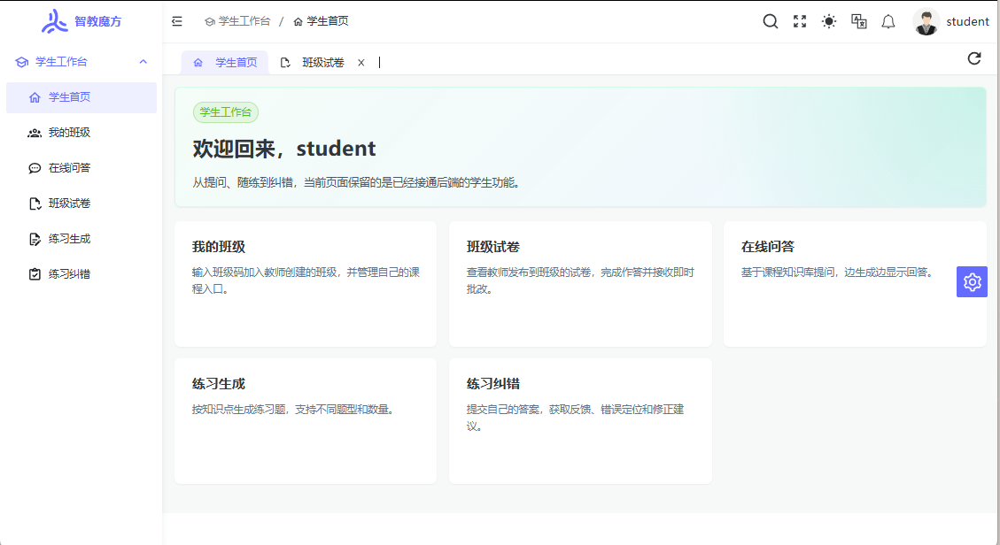 智教魔方
学生工作台 / 学生首页
student
学生工作台
学生首页
我的班级
在线问答
班级试卷
练习生成
练习纠错
学生首页 班级试卷 x
学生工作台
欢迎回来，student
从提问、随练到纠错，当前页面保留的是已经接通后端的学生功能。
我的班级
输入班级码加入教师创建的班级，并管理自己的课
程入口。
班级试卷
查看教师发布到班级的试卷，完成作答并接收即时
批改。
在线问答
基于课程知识库提问，边生成边显示回答。
练习生成
按知识点生成练习题，支持不同题型和数量。
练习纠错
提交自己的答案，获取反馈、错误定位和修正建
议。